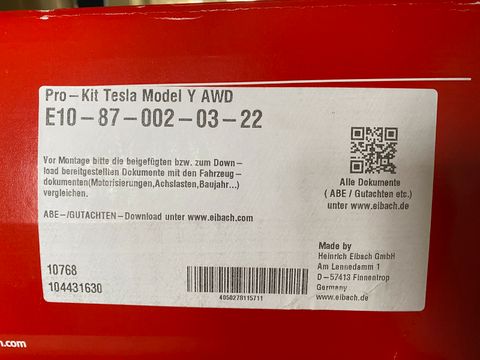 Pro-Kit Tesla Model Y AWD
E10-87-002-03-22
Vor Montage bitte die beigefügten bzw. zum Down-
load bereitgestellten Dokumente mit den Fahrzeug-
dokumenten(Motorisierungen,Achslasten,Baujahr...)
vergleichen.
ABE-/GUTACHTEN-Download unter www.eibach.com
Alle Dokumente
( ABE / Gutachten etc.)
unter www.eibach.de
10768
104431630
4050278115711
Made by
Heinrich Eibach GmbH
Am Lennedamm 1
D-57413 Finnentrop
Germany
www.eibach.de
h.com